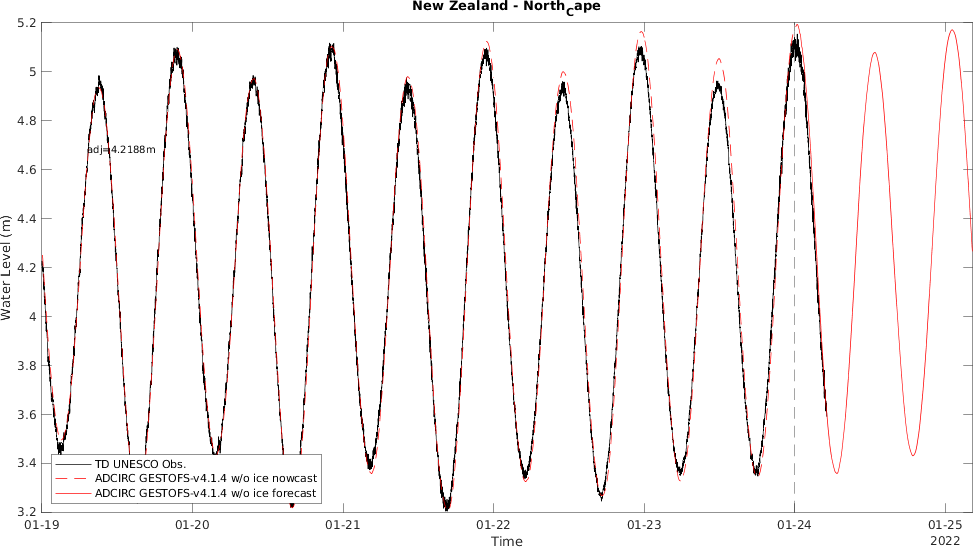 New Zealand - NorthCape
5.2
5
4.8
4.6
4.4
4.2
4
3.8
3.6
3.4
3.2
Water Level (m)
adj=4.2188m
TD UNESCO Obs.
ADCIRC GESTOFS-v4.1.4 w/o ice nowcast
ADCIRC GESTOFS-v4.1.4 w/o ice forecast
01-19 01-20 01-21 01-22 01-23 01-24 01-25
Time 2022